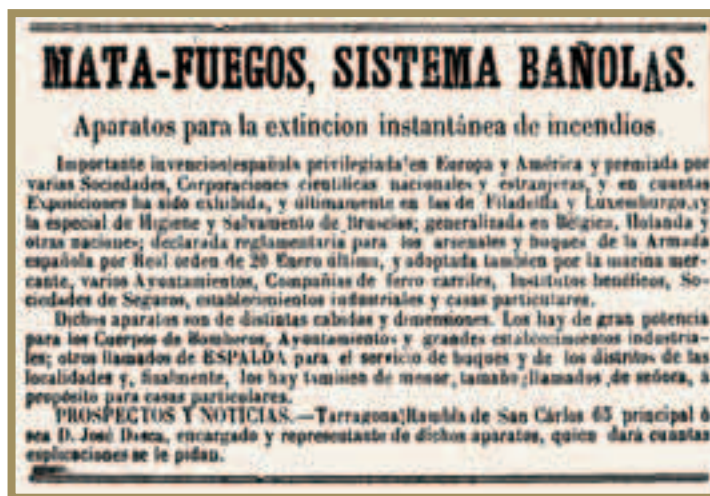 MATA-FUEGOS, SISTEMA BAÑOLAS.
Aparatos para la extincion instantánea de incendios
Importante invencion española privilegiada en Europa y América y premiada por
varias Sociedades, Corporaciones científicas nacionales y estranjeras, y en cuantas
Exposiciones ha sido exhibida, y últimamente en las de Filadelfia y Luxemburgo, y
la especial de Higiene y Salvamento de Bruselas; generalizada en Bélgica, Holanda y
otras naciones; declarada reglamentaria para los arsenales y buques de la Armada
española por Real orden de 20 Enero último, y adoptada tambien por la marina mer-
cante, varios Ayuntamientos, Compañias de ferro carriles, Institutos benéficos, So-
ciedades de Seguros, establecimientos industriales y casas particulares.
Dichos aparatos son de distintas cabidas y dimensiones. Los hay de gran potencia
para los Cuerpos de Bomberos, Ayuntamientos y grandes establecimientos industria-
les; otros llamados de ESPALDA para el servicio de buques y de los distritos de las
localidades y, finalmente, los hay tambien de menor tamaño llamados de señora, á
propósito para casas particulares.
PROSPECTOS Y NOTICIAS.—Tarragona Rambla de San Cárlos 65 principal ó
sea D. José encargado y representante de dichos aparatos, quien dará cuantas
esplicaciones se le pidan.